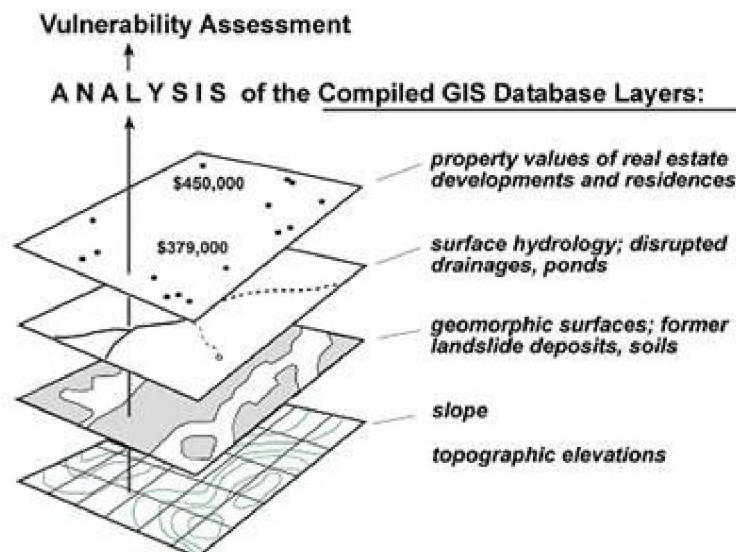 Vulnerability Assessment
ANALYSIS of the Compiled GIS Database Layers:
$450,000
$379,000
property values of real estate
developments and residences
surface hydrology; disrupted
drainages, ponds
geomorphic surfaces; former
landslide deposits, soils
slope
topographic elevations